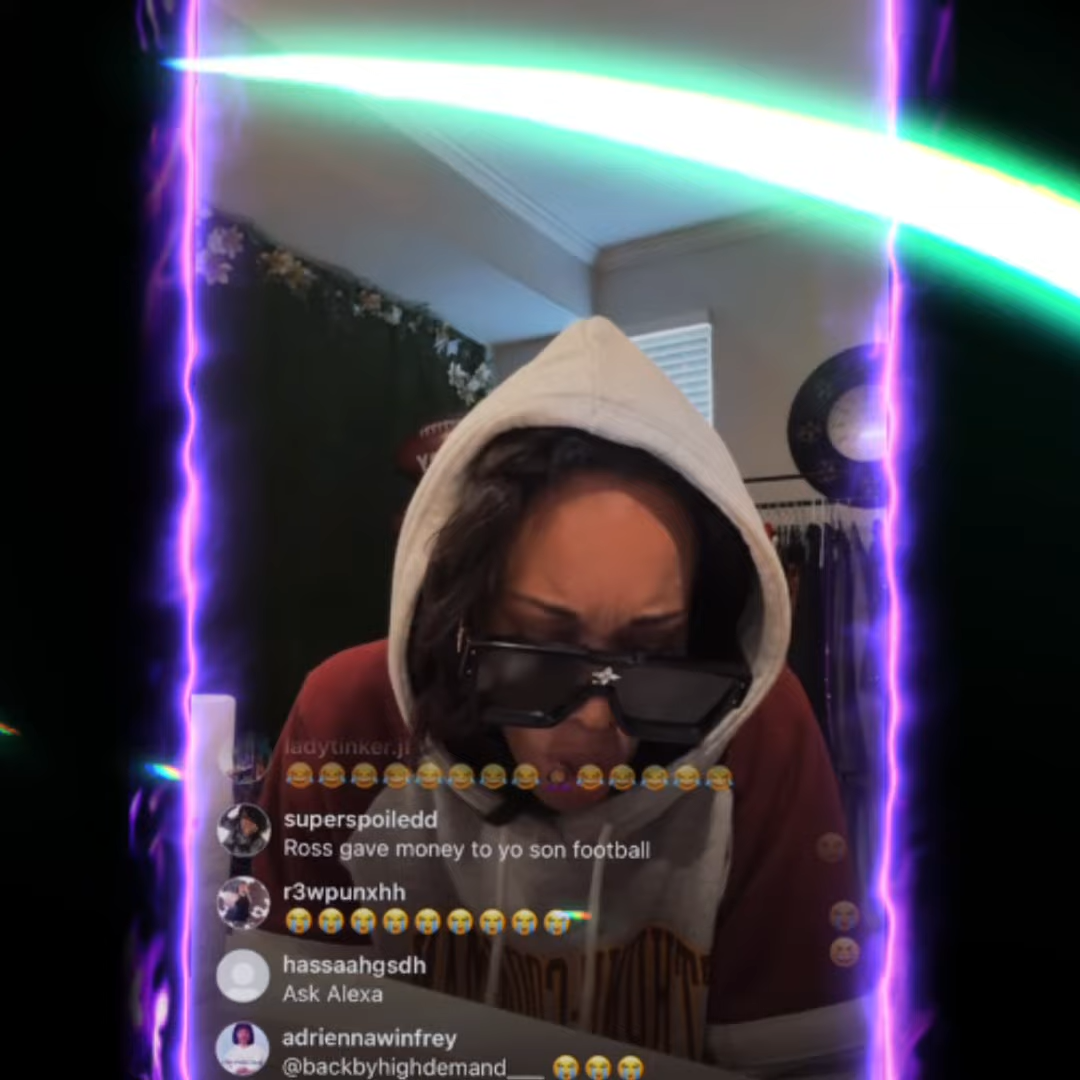 ladytinker.jl
😂😂😂😂😂😂😂😂😂😂😂😂😂
superspoiledd
Ross gave money to yo son football
r3wpunxhh
😭😭😭😭😭😭😭😭😭
hassaahgsdh
Ask Alexa
adriennawinfrey
@backbyhighdemand___ 😭😭😭